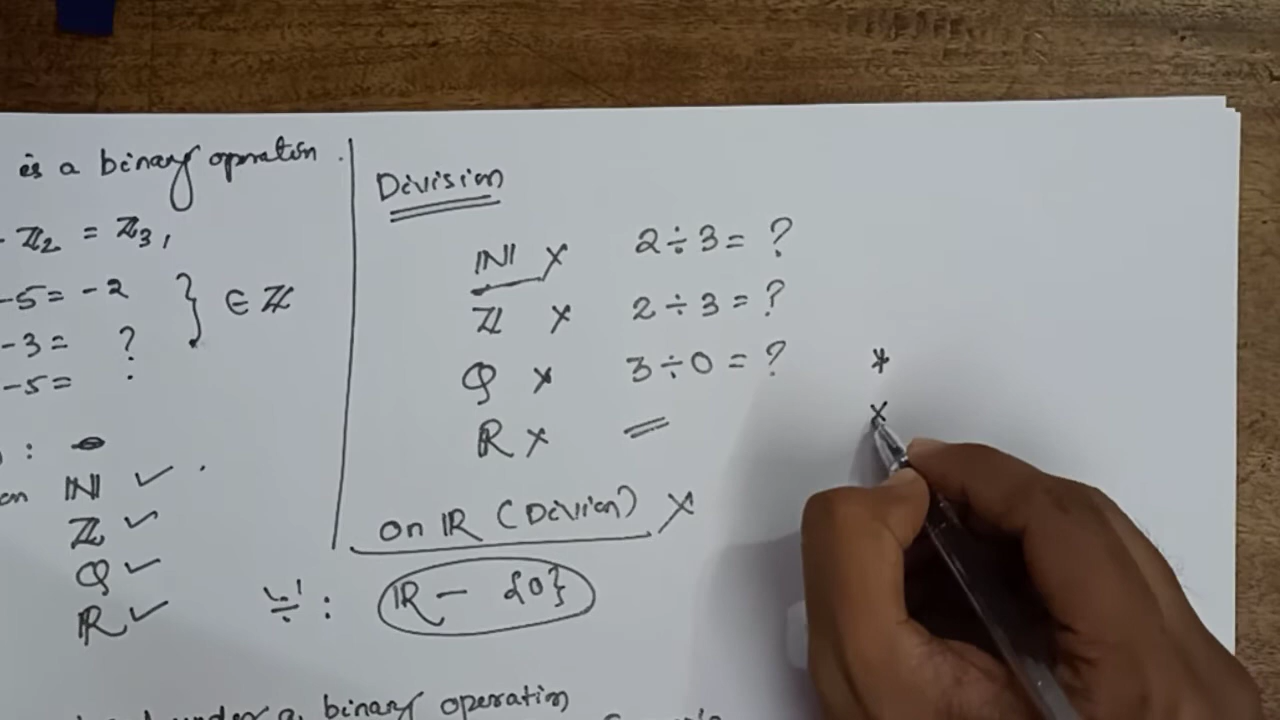 is a binary operation .
- ℤ₂ = ℤ₃,
-5 = -2 } ∈ ℤ
-3 = ?
-5 = :
:
on ℕ ✓ .
ℤ ✓
Q ✓
ℝ ✓
Division
ℕ × 2÷3 = ?
ℤ × 2÷3 = ?
Q × 3÷0 = ?
ℝ ×
on ℝ (Division) ×
÷ : ℝ - {0}
*
×
under a binary operation